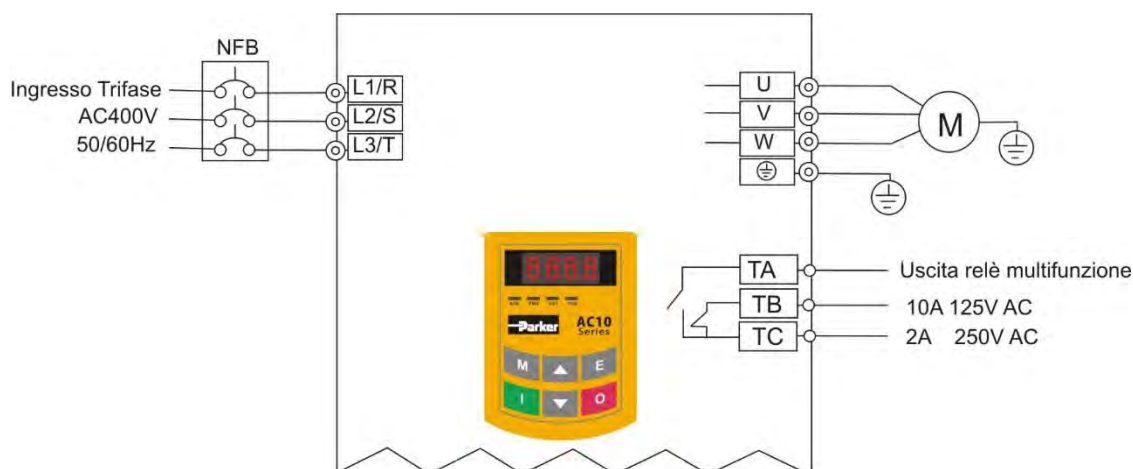 NFB
Ingresso Trifase
AC400V
50/60Hz
L1/R
L2/S
L3/T
U
V
W
M
TA
Uscita relè multifunzione
TB
10A 125V AC
TC
2A 250V AC
Parker
AC10
Series
M
E
I
O